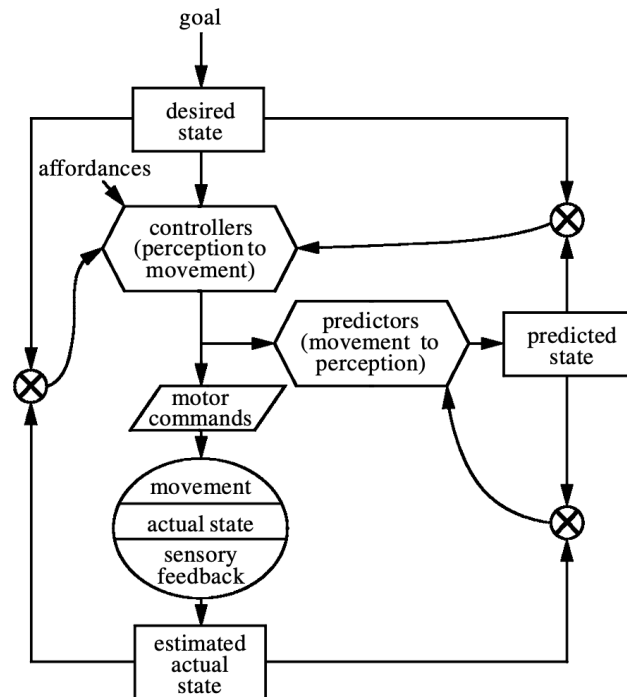 goal
desired
state
affordances
controllers
(perception to
movement)
predictors
(movement to
perception)
predicted
state
motor
commands
movement
actual state
sensory
feedback
estimated
actual
state